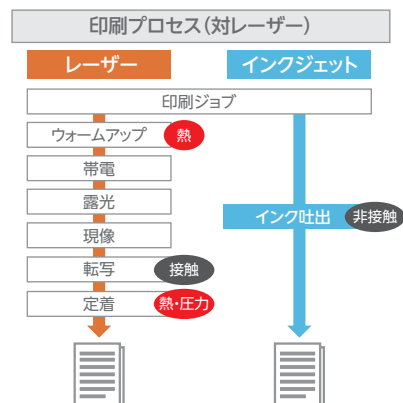 印刷プロセス（対レーザー）
レーザー
インクジェット
印刷ジョブ
ウォームアップ
熱
帯電
露光
インク吐出
非接触
現像
転写
接触
定着
熱・圧力